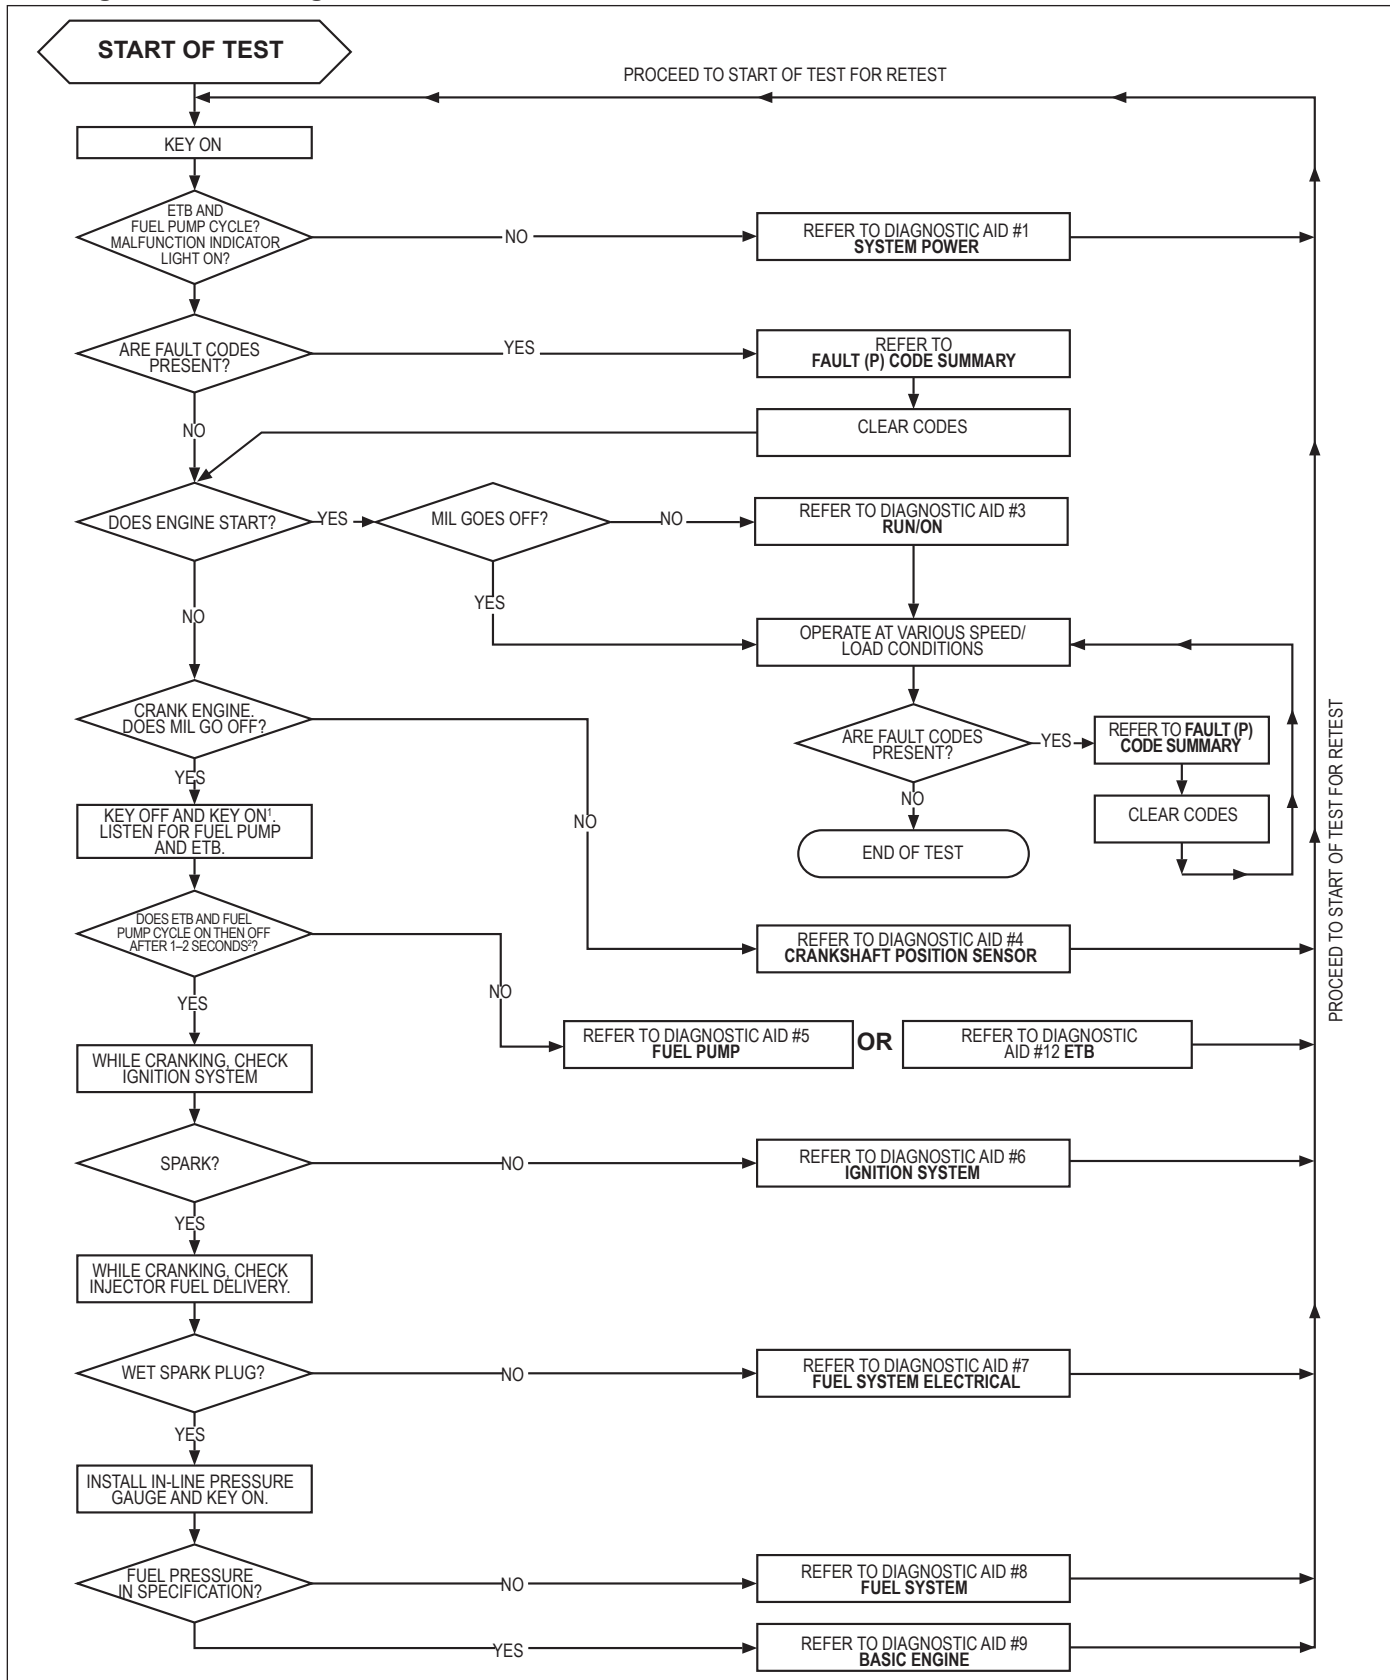 START OF TEST
PROCEED TO START OF TEST FOR RETEST
KEY ON
ETB AND
FUEL PUMP CYCLE?
MALFUNCTION INDICATOR
LIGHT ON?
NO
REFER TO DIAGNOSTIC AID #1
SYSTEM POWER
ARE FAULT CODES
PRESENT?
YES
REFER TO
FAULT (P) CODE SUMMARY
NO
CLEAR CODES
DOES ENGINE START?
YES
MIL GOES OFF?
NO
REFER TO DIAGNOSTIC AID #3
RUN/ON
YES
NO
OPERATE AT VARIOUS SPEED/
LOAD CONDITIONS
CRANK ENGINE.
DOES MIL GO OFF?
ARE FAULT CODES
PRESENT?
YES
REFER TO FAULT (P)
CODE SUMMARY
YES
NO
CLEAR CODES
KEY OFF AND KEY ON¹.
LISTEN FOR FUEL PUMP
AND ETB.
NO
END OF TEST
PROCEED TO START OF TEST FOR RETEST
DOES ETB AND FUEL
PUMP CYCLE ON THEN OFF
AFTER 1–2 SECONDS²?
REFER TO DIAGNOSTIC AID #4
CRANKSHAFT POSITION SENSOR
YES
NO
REFER TO DIAGNOSTIC AID #5
FUEL PUMP
OR
REFER TO DIAGNOSTIC
AID #12 ETB
WHILE CRANKING, CHECK
IGNITION SYSTEM
SPARK?
NO
REFER TO DIAGNOSTIC AID #6
IGNITION SYSTEM
YES
WHILE CRANKING, CHECK
INJECTOR FUEL DELIVERY.
WET SPARK PLUG?
NO
REFER TO DIAGNOSTIC AID #7
FUEL SYSTEM ELECTRICAL
YES
INSTALL IN-LINE PRESSURE
GAUGE AND KEY ON.
FUEL PRESSURE
IN SPECIFICATION?
NO
REFER TO DIAGNOSTIC AID #8
FUEL SYSTEM
YES
REFER TO DIAGNOSTIC AID #9
BASIC ENGINE